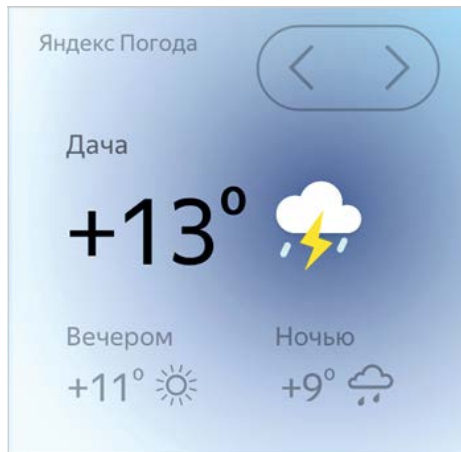 Яндекс Погода
Дача
+13°
Вечером Ночью
+11° +9°